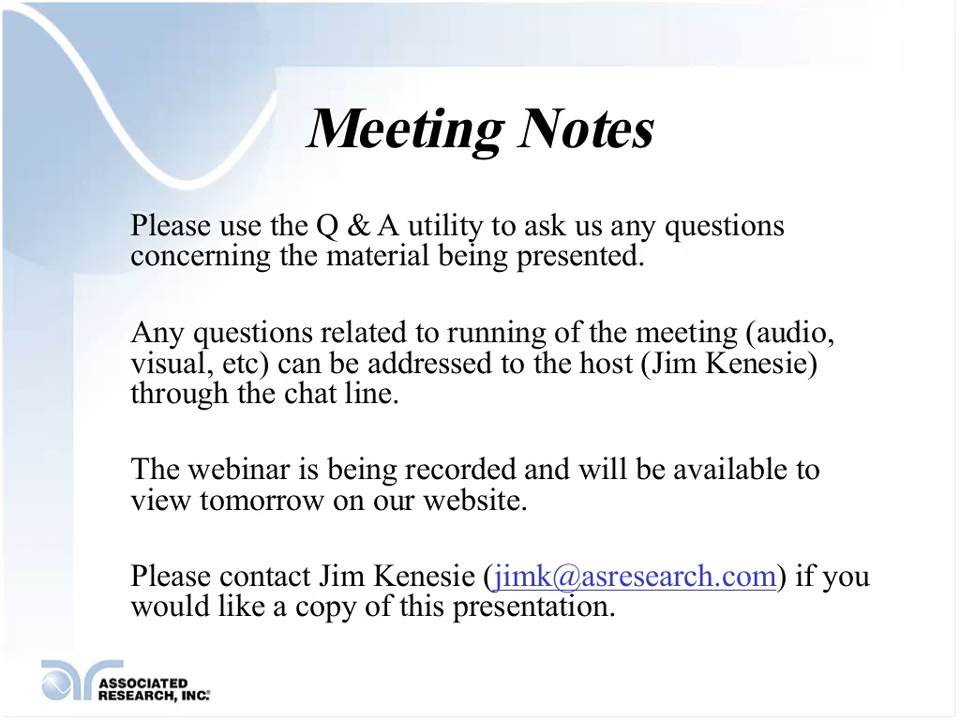 Meeting Notes
Please use the Q & A utility to ask us any questions
concerning the material being presented.
Any questions related to running of the meeting (audio,
visual, etc) can be addressed to the host (Jim Kenesie)
through the chat line.
The webinar is being recorded and will be available to
view tomorrow on our website.
Please contact Jim Kenesie (jimk@asresearch.com) if you
would like a copy of this presentation.
ASSOCIATED
RESEARCH, INC.®